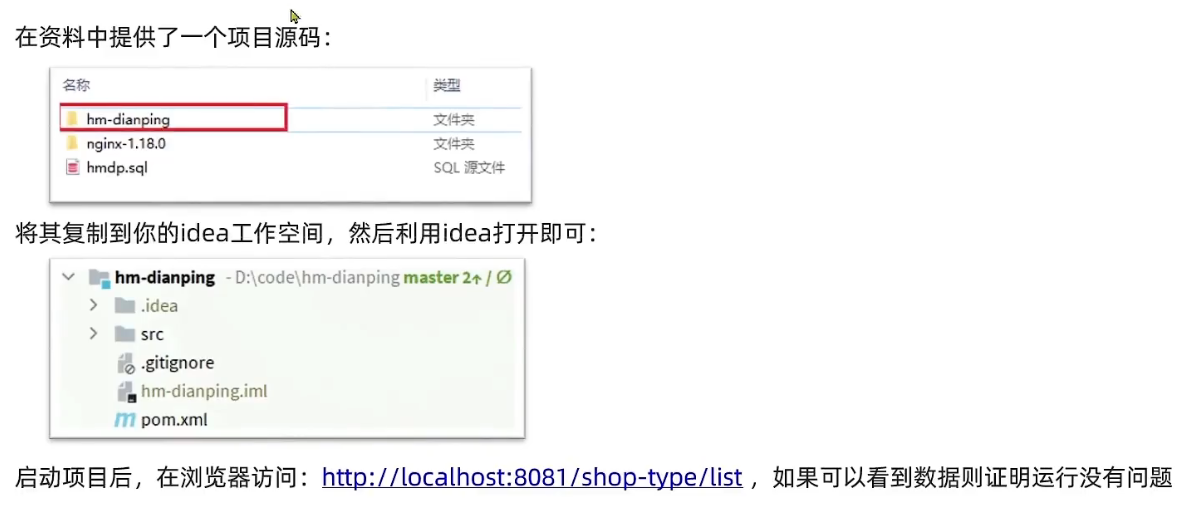 在资料中提供了一个项目源码：
名称 类型
hm-dianping 文件夹
nginx-1.18.0 文件夹
hmdp.sql SQL 源文件
将其复制到你的idea工作空间，然后利用idea打开即可：
hm-dianping - D:\code\hm-dianping master 2↑ / ∅
.idea
src
.gitignore
hm-dianping.iml
m pom.xml
启动项目后，在浏览器访问：http://localhost:8081/shop-type/list ，如果可以看到数据则证明运行没有问题